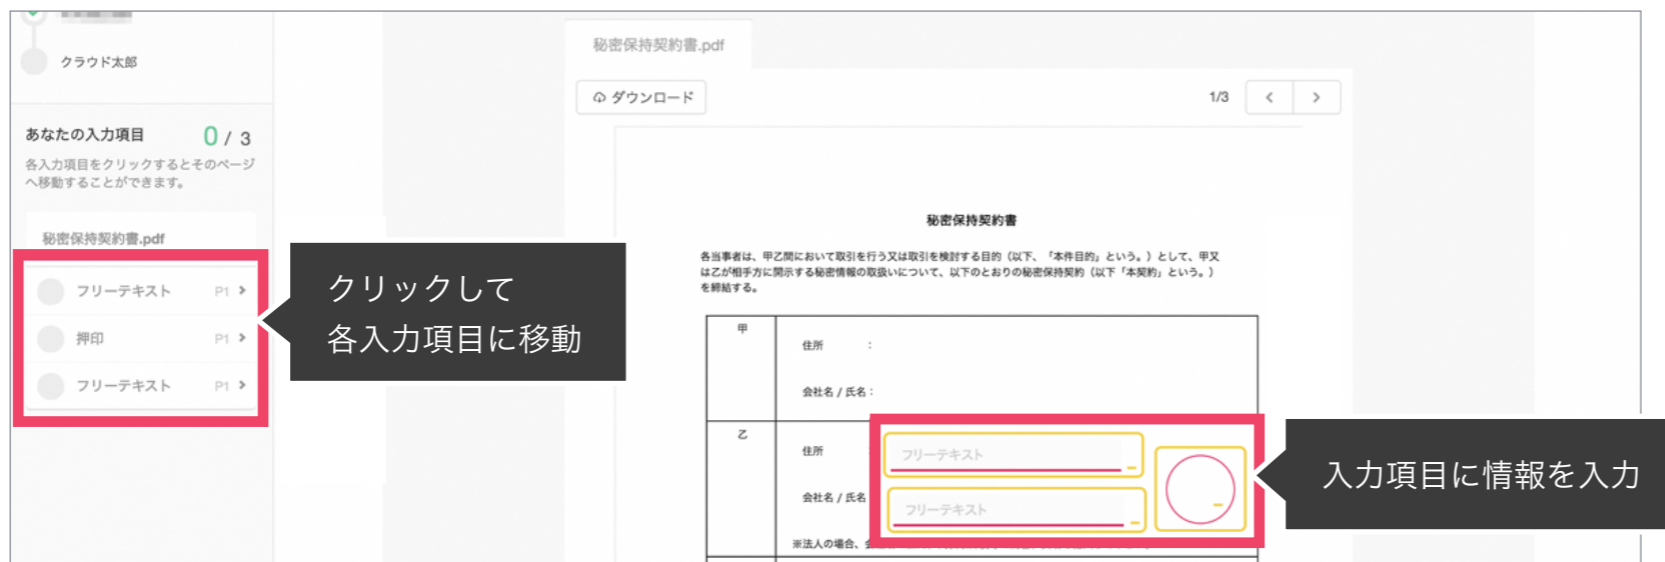 クラウド太郎
あなたの入力項目 0 / 3
各入力項目をクリックするとそのページ
へ移動することができます。
秘密保持契約書.pdf
フリーテキスト P1
押印 P1
フリーテキスト P1
クリックして
各入力項目に移動
秘密保持契約書.pdf
ダウンロード
1/3
秘密保持契約書
各当事者は、甲乙間において取引を行う又は取引を検討する目的（以下、「本件目的」という。）として、甲又
は乙が相手方に開示する秘密情報の取扱いについて、以下のとおりの秘密保持契約（以下「本契約」という。）
を締結する。
甲
住所 :
会社名 / 氏名 :
乙
住所
フリーテキスト
会社名 / 氏名
フリーテキスト
※法人の場合、
入力項目に情報を入力